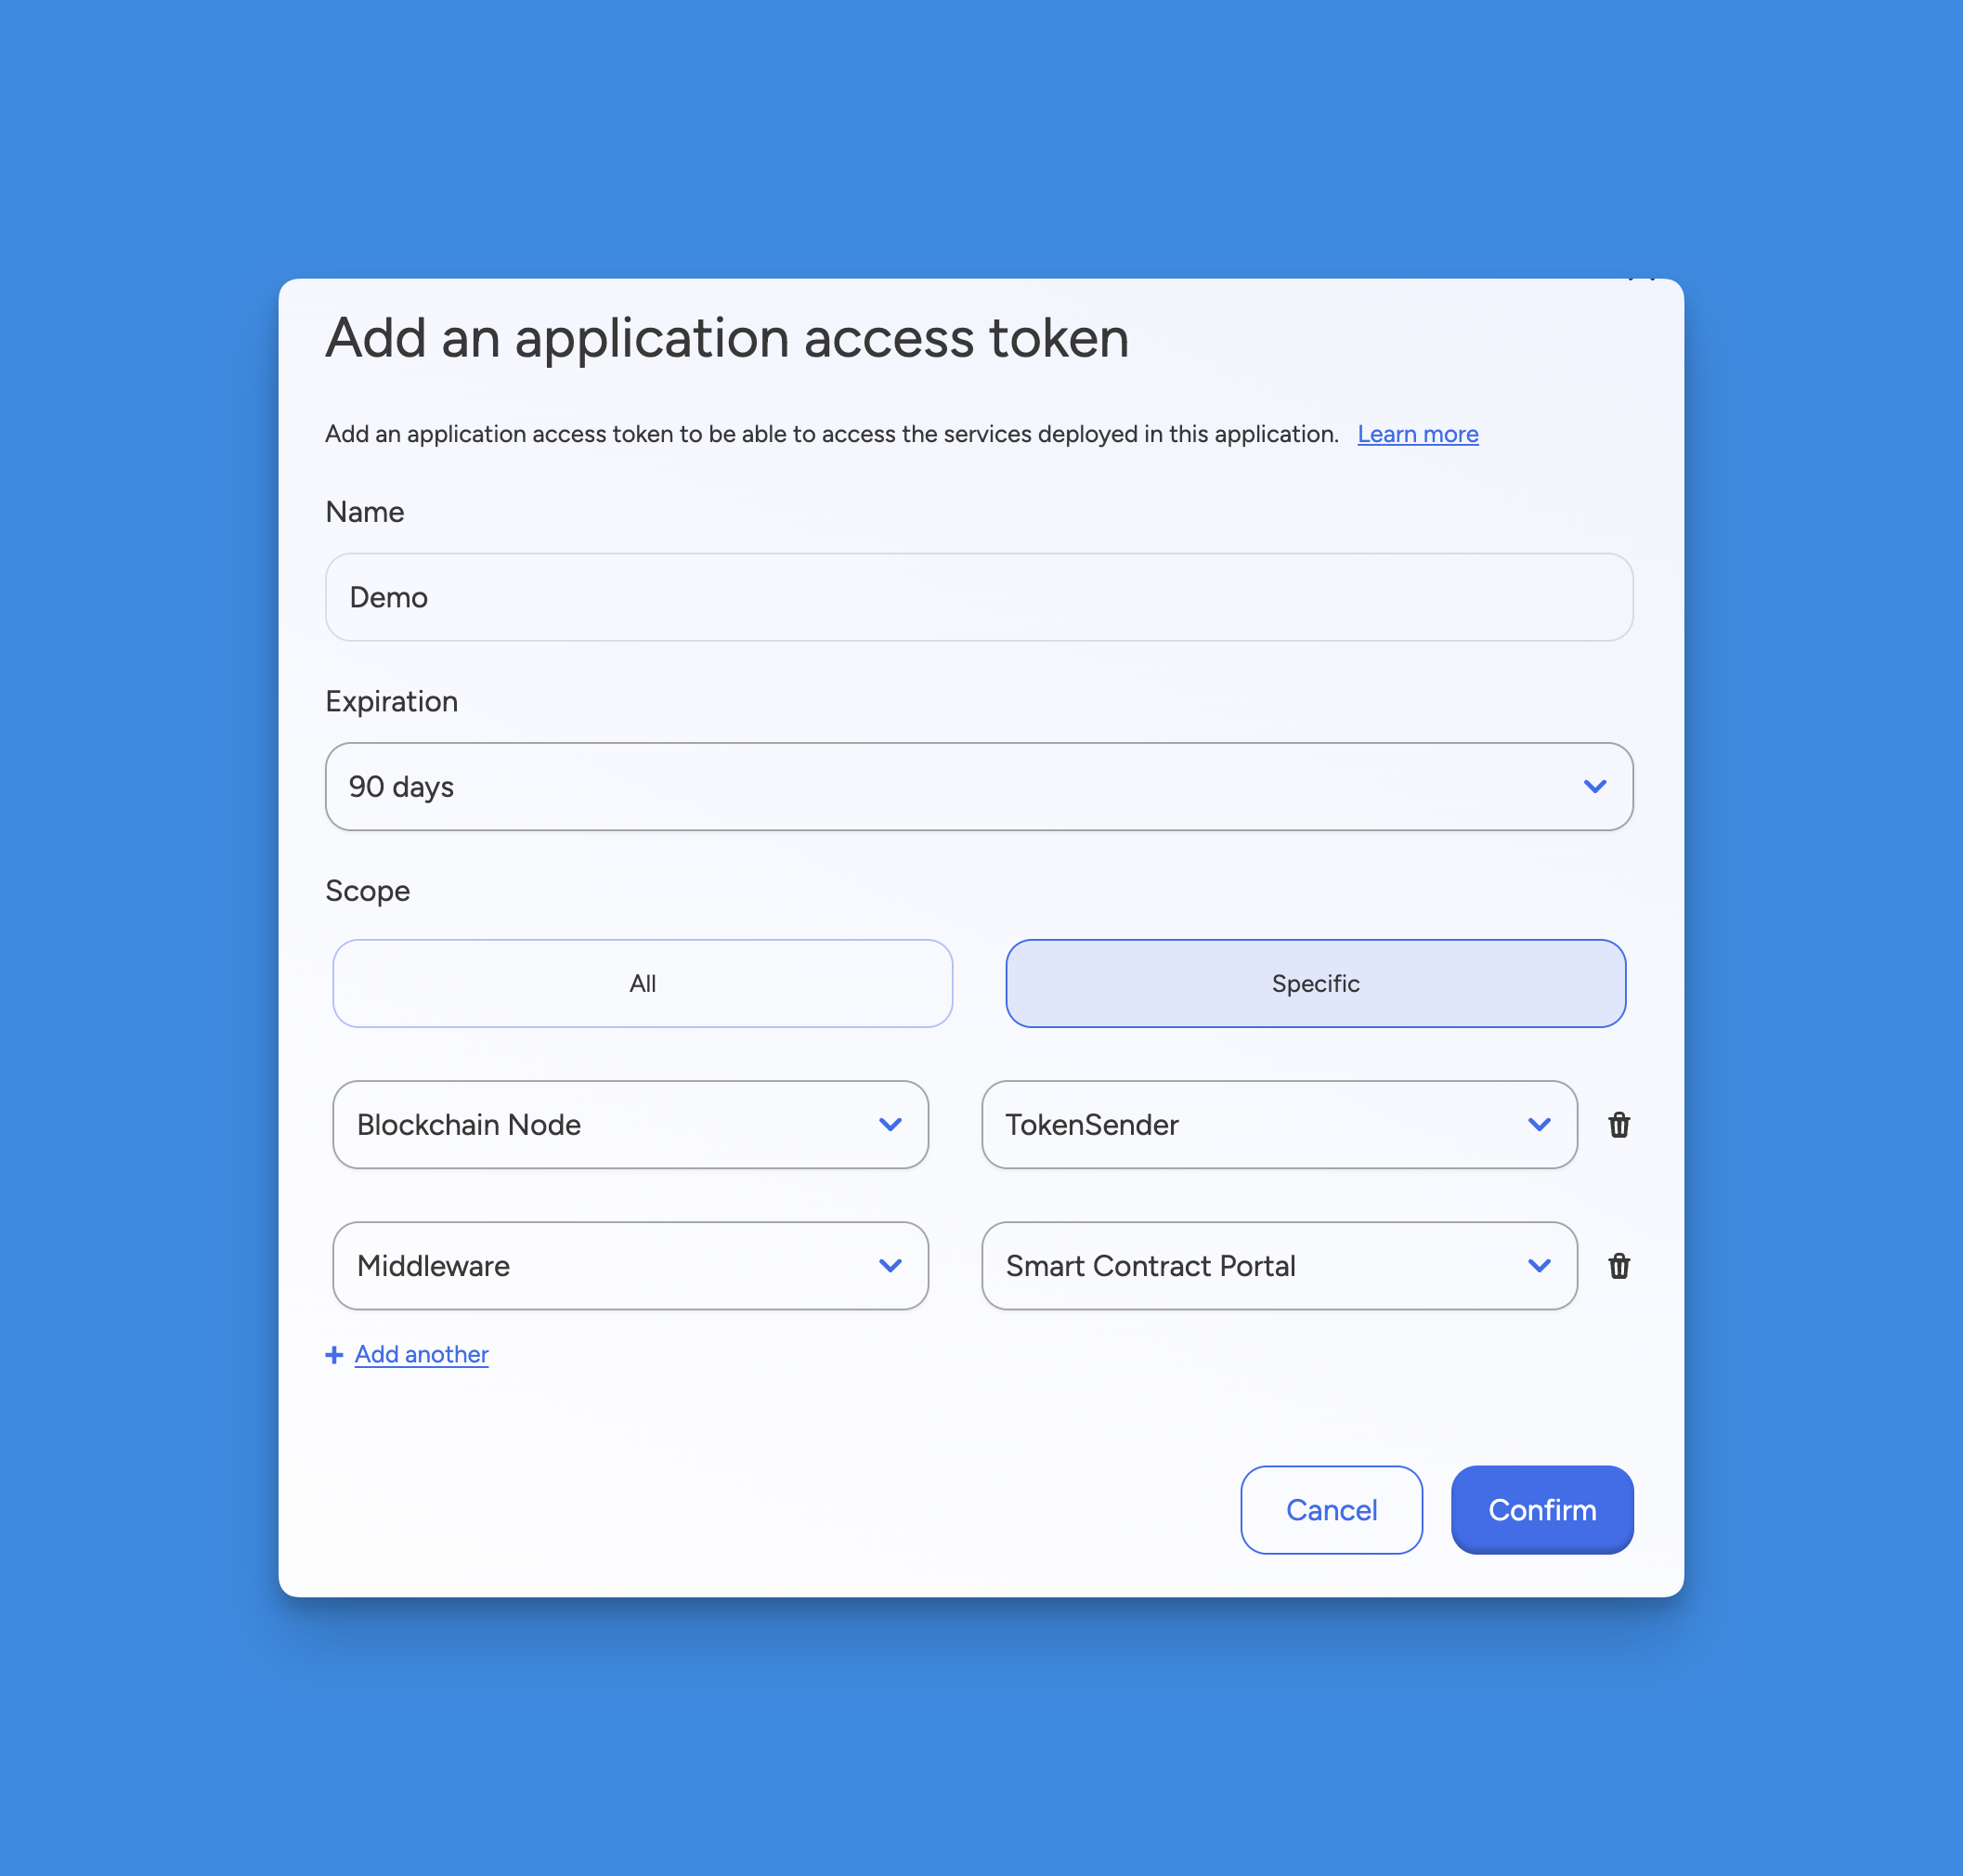 Add an application access token
Add an application access token to be able to access the services deployed in this application. Learn more
Name
Demo
Expiration
90 days
Scope
All Specific
Blockchain Node TokenSender
Middleware Smart Contract Portal
Add another
Cancel Confirm